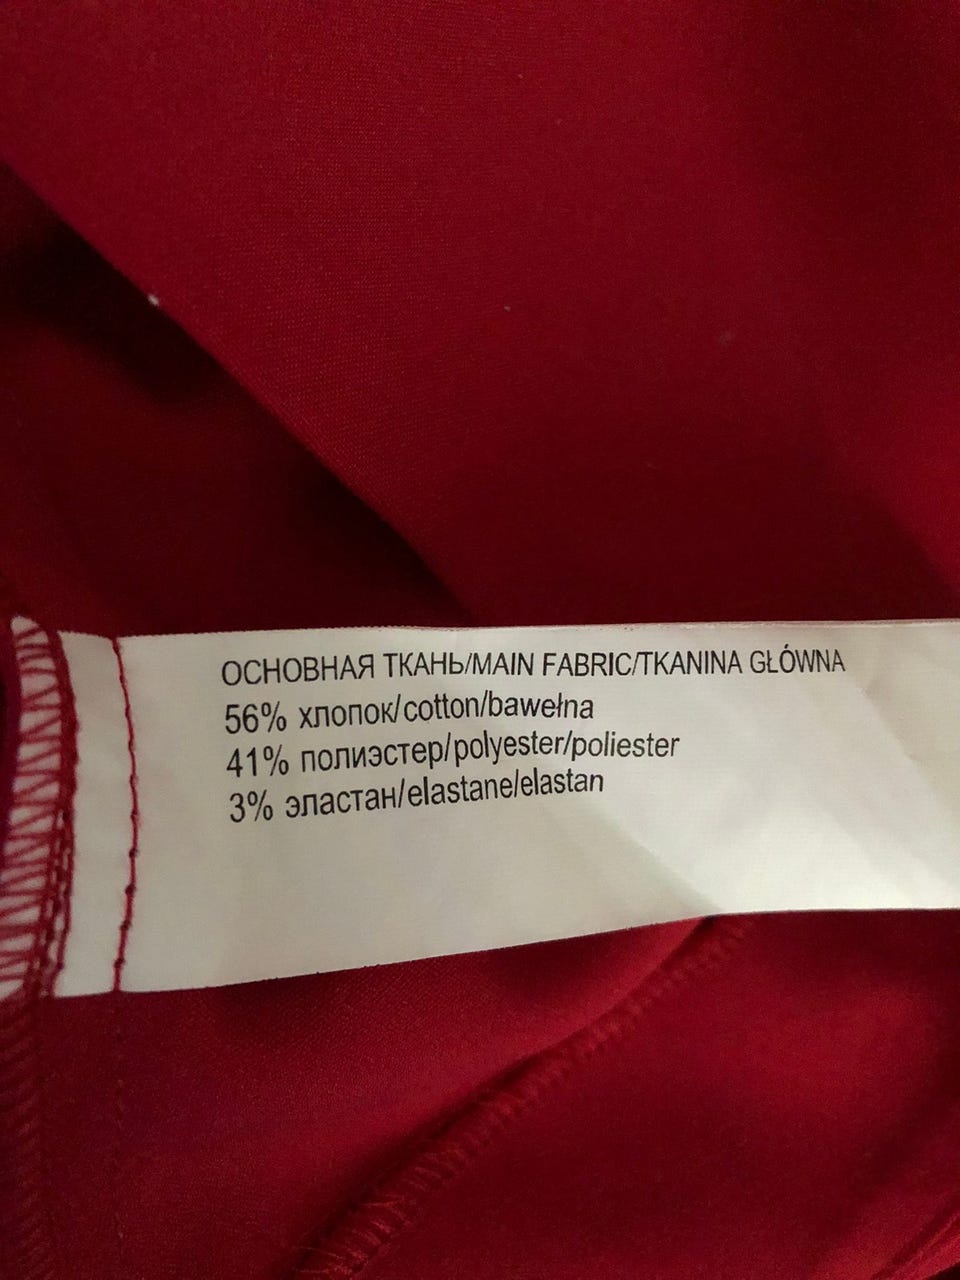 ОСНОВНАЯ ТКАНЬ/MAIN FABRIC/TKANINA GŁÓWNA
56% хлопок/cotton/bawełna
41% полиэстер/polyester/poliester
3% эластан/elastane/elastan